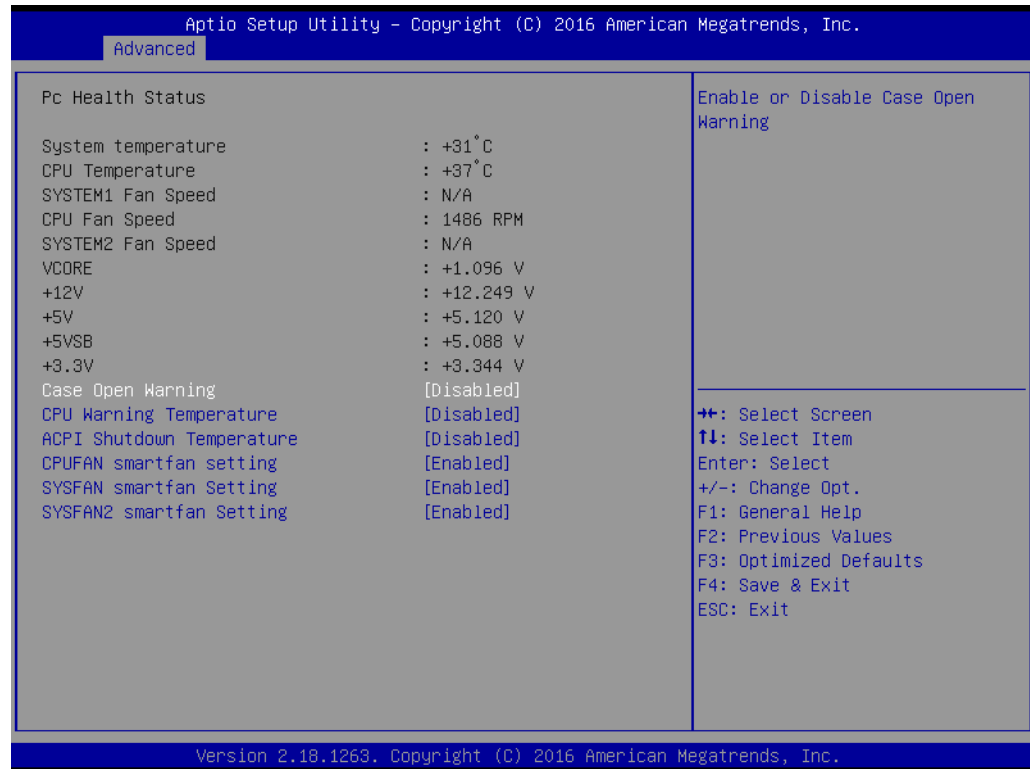 Aptio Setup Utility – Copyright (C) 2016 American Megatrends, Inc.
Advanced
Pc Health Status
System temperature : +31°C
CPU Temperature : +37°C
SYSTEM1 Fan Speed : N/A
CPU Fan Speed : 1486 RPM
SYSTEM2 Fan Speed : N/A
VCORE : +1.096 V
+12V : +12.249 V
+5V : +5.120 V
+5VSB : +5.088 V
+3.3V : +3.344 V
Case Open Warning [Disabled]
CPU Warning Temperature [Disabled]
ACPI Shutdown Temperature [Disabled]
CPUFAN smartfan setting [Enabled]
SYSFAN smartfan Setting [Enabled]
SYSFAN2 smartfan Setting [Enabled]
Enable or Disable Case Open
Warning
→←: Select Screen
↑↓: Select Item
Enter: Select
+/-: Change Opt.
F1: General Help
F2: Previous Values
F3: Optimized Defaults
F4: Save & Exit
ESC: Exit
Version 2.18.1263. Copyright (C) 2016 American Megatrends, Inc.